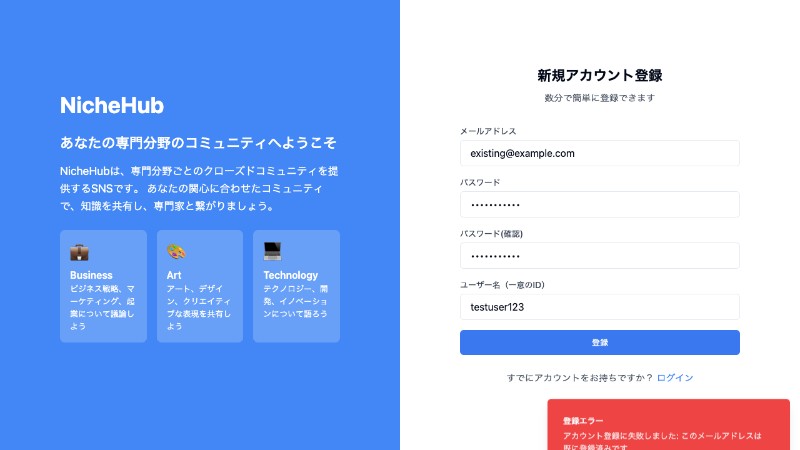 NicheHub
あなたの専門分野のコミュニティへようこそ
NicheHubは、専門分野ごとのクローズドコミュニティを提
供するSNSです。 あなたの関心に合わせたコミュニティ
で、知識を共有し、専門家と繋がりましょう。
Business
ビジネス戦略、マ
ーケティング、起
業について議論し
よう
Art
アート、デザイ
ン、クリエイティ
ブな表現を共有し
よう
Technology
テクノロジー、開
発、イノベーショ
ンについて語ろう
新規アカウント登録
数分で簡単に登録できます
メールアドレス
existing@example.com
パスワード
•••••••••••
パスワード(確認)
•••••••••••
ユーザー名（一意のID）
testuser123
登録
すでにアカウントをお持ちですか？ ログイン
登録エラー
アカウント登録に失敗しました: このメールアドレスは
既に登録済みです